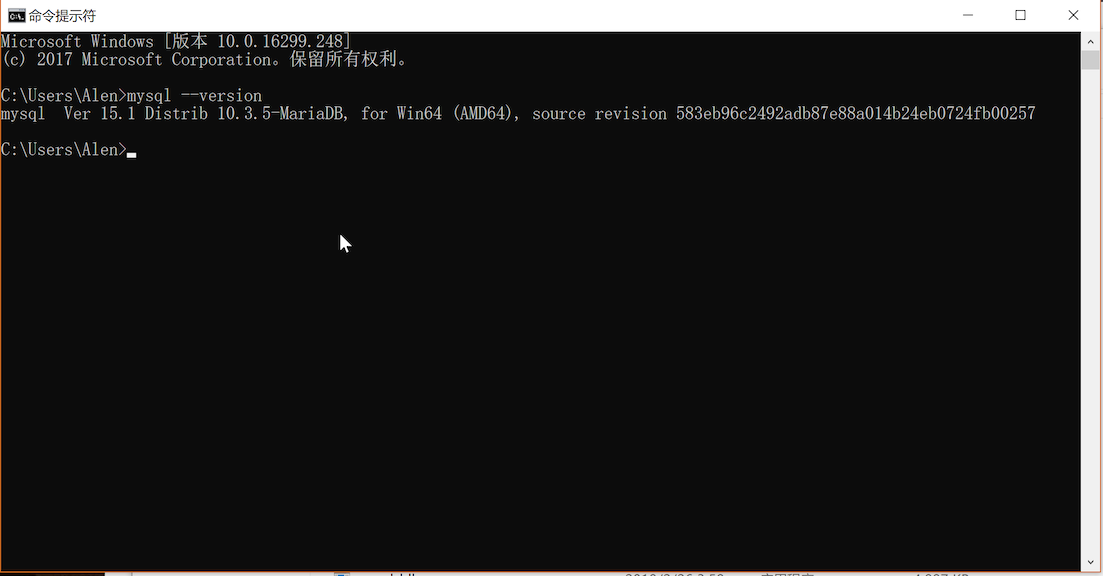 命令提示符
Microsoft Windows [版本 10.0.16299.248]
(c) 2017 Microsoft Corporation。保留所有权利。
C:\Users\Alen>mysql --version
mysql  Ver 15.1 Distrib 10.3.5-MariaDB, for Win64 (AMD64), source revision 583eb96c2492adb87e88a014b24eb0724fb00257
C:\Users\Alen>